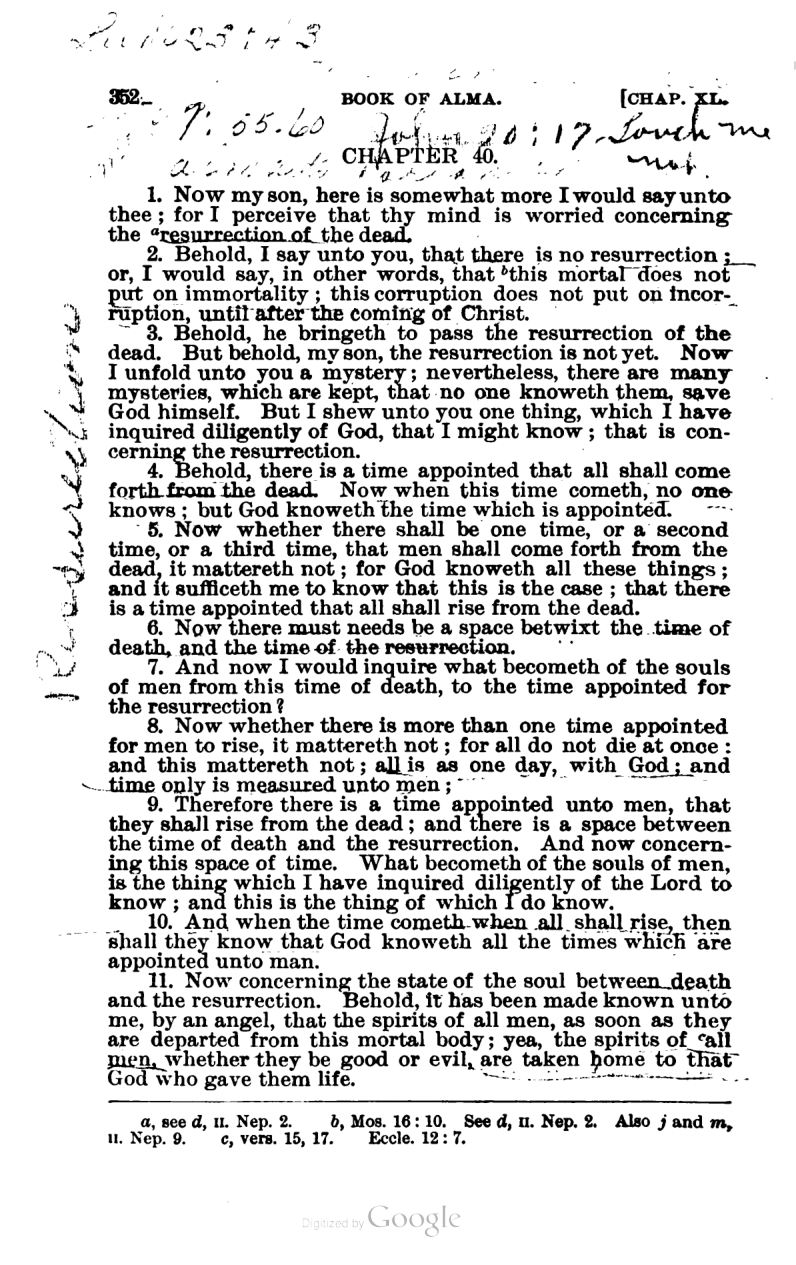 Luk 23:43
352
BOOK OF ALMA.
[CHAP. XL.
7:55.60
John 20:17. Touch me
not.
CHAPTER 40.
1. Now my son, here is somewhat more I would say unto
thee; for I perceive that thy mind is worried concerning
the ᵃresurrection of the dead.
2. Behold, I say unto you, that there is no resurrection;
or, I would say, in other words, that ᵇthis mortal does not
put on immortality; this corruption does not put on incor-
ruption, until after the coming of Christ.
3. Behold, he bringeth to pass the resurrection of the
dead. But behold, my son, the resurrection is not yet. Now
I unfold unto you a mystery; nevertheless, there are many
mysteries, which are kept, that no one knoweth them, save
God himself. But I shew unto you one thing, which I have
inquired diligently of God, that I might know; that is con-
cerning the resurrection.
4. Behold, there is a time appointed that all shall come
forth from the dead. Now when this time cometh, no one
knows; but God knoweth the time which is appointed.
5. Now whether there shall be one time, or a second
time, or a third time, that men shall come forth from the
dead, it mattereth not; for God knoweth all these things;
and it sufficeth me to know that this is the case; that there
is a time appointed that all shall rise from the dead.
6. Now there must needs be a space betwixt the time of
death, and the time of the resurrection.
7. And now I would inquire what becometh of the souls
of men from this time of death, to the time appointed for
the resurrection?
8. Now whether there is more than one time appointed
for men to rise, it mattereth not; for all do not die at once:
and this mattereth not; all is as one day, with God; and
time only is measured unto men;
9. Therefore there is a time appointed unto men, that
they shall rise from the dead; and there is a space between
the time of death and the resurrection. And now concern-
ing this space of time. What becometh of the souls of men,
is the thing which I have inquired diligently of the Lord to
know; and this is the thing of which I do know.
10. And when the time cometh when all shall rise, then
shall they know that God knoweth all the times which are
appointed unto man.
11. Now concerning the state of the soul between death
and the resurrection. Behold, it has been made known unto
me, by an angel, that the spirits of all men, as soon as they
are departed from this mortal body; yea, the spirits of ᶜall
men, whether they be good or evil, are taken home to that
God who gave them life.
a, see d, II. Nep. 2. b, Mos. 16:10. See d, II. Nep. 2. Also j and m,
II. Nep. 9. c, vers. 15, 17. Eccle. 12:7.
Digitized by Google